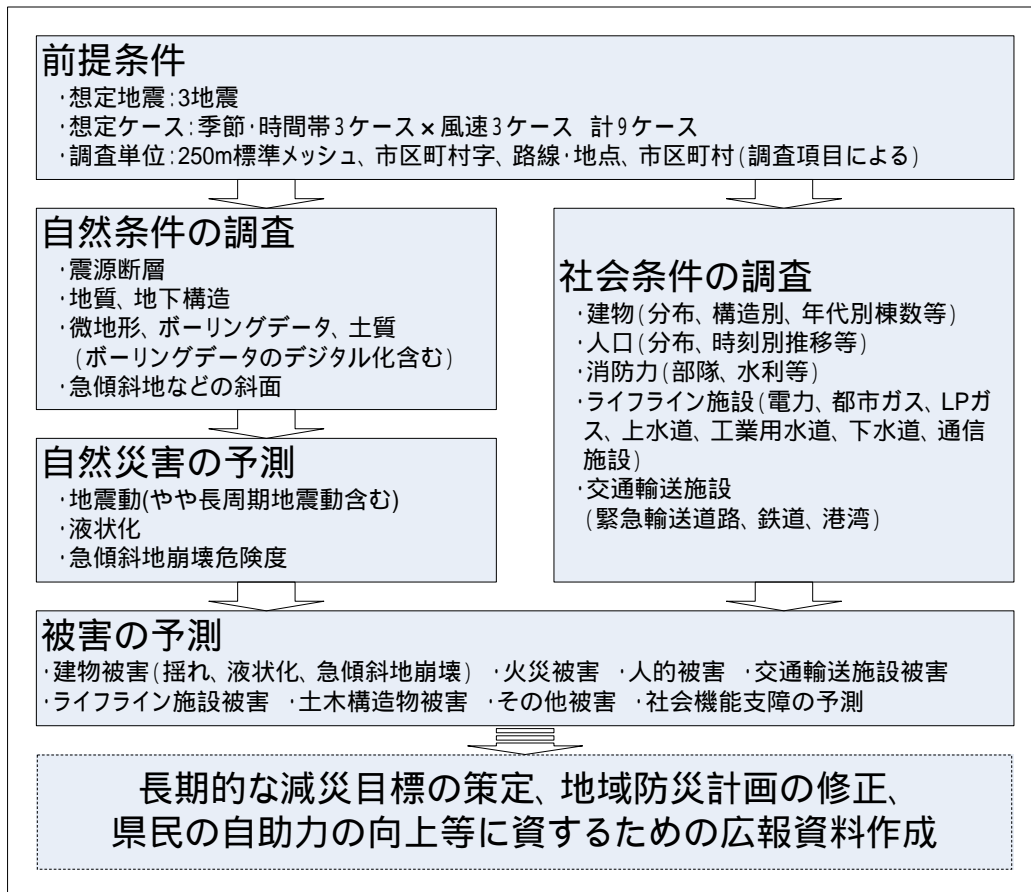 前提条件
・想定地震：3地震
・想定ケース：季節・時間帯3ケース×風速3ケース 計9ケース
・調査単位：250m標準メッシュ、市区町村字、路線・地点、市区町村（調査項目による）
自然条件の調査
・震源断層
・地質、地下構造
・微地形、ボーリングデータ、土質
（ボーリングデータのデジタル化含む）
・急傾斜地などの斜面
自然災害の予測
・地震動(やや長周期地震動含む)
・液状化
・急傾斜地崩壊危険度
社会条件の調査
・建物（分布、構造別、年代別棟数等）
・人口（分布、時刻別推移等）
・消防力（部隊、水利等）
・ライフライン施設（電力、都市ガス、LPガ
ス、上水道、工業用水道、下水道、通信
施設）
・交通輸送施設
（緊急輸送道路、鉄道、港湾）
被害の予測
・建物被害（揺れ、液状化、急傾斜地崩壊） ・火災被害 ・人的被害 ・交通輸送施設被害
・ライフライン施設被害 ・土木構造物被害 ・その他被害 ・社会機能支障の予測
長期的な減災目標の策定、地域防災計画の修正、
県民の自助力の向上等に資するための広報資料作成